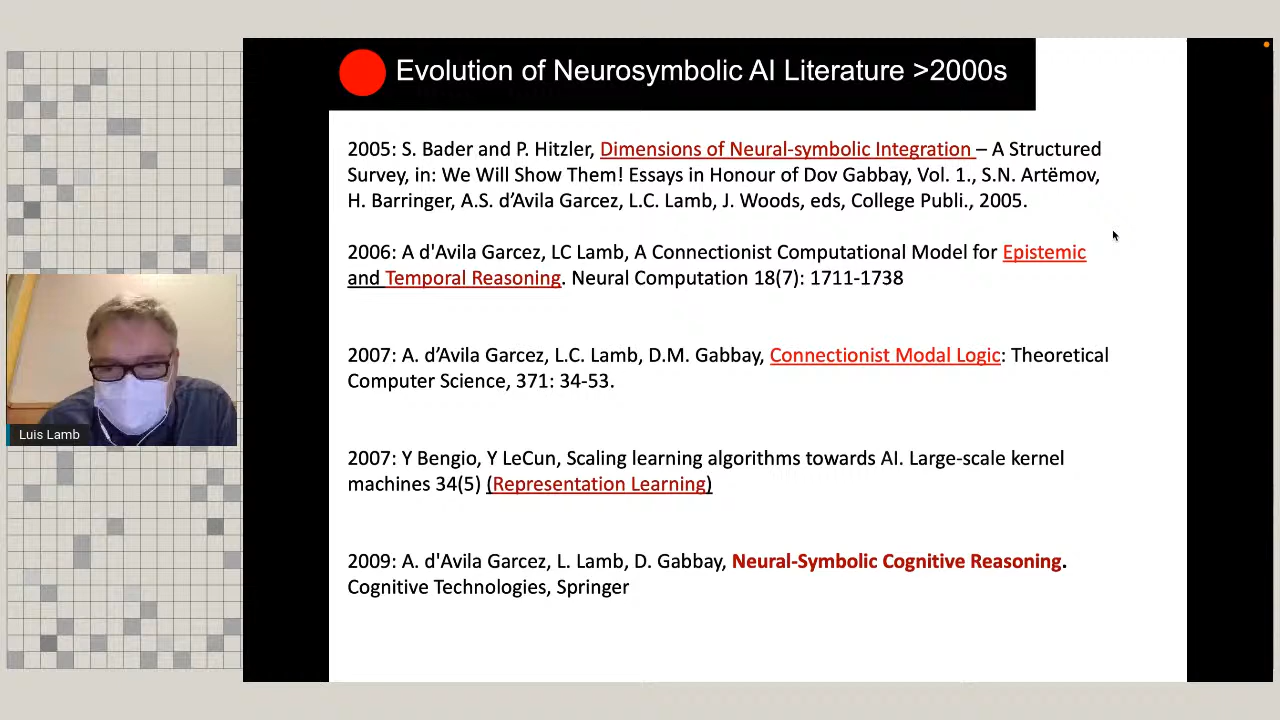 Evolution of Neurosymbolic AI Literature >2000s
2005: S. Bader and P. Hitzler, Dimensions of Neural-symbolic Integration – A Structured
Survey, in: We Will Show Them! Essays in Honour of Dov Gabbay, Vol. 1., S.N. Artëmov,
H. Barringer, A.S. d’Avila Garcez, L.C. Lamb, J. Woods, eds, College Publi., 2005.
2006: A d'Avila Garcez, LC Lamb, A Connectionist Computational Model for Epistemic
and Temporal Reasoning. Neural Computation 18(7): 1711-1738
2007: A. d’Avila Garcez, L.C. Lamb, D.M. Gabbay, Connectionist Modal Logic: Theoretical
Computer Science, 371: 34-53.
2007: Y Bengio, Y LeCun, Scaling learning algorithms towards AI. Large-scale kernel
machines 34(5) (Representation Learning)
2009: A. d'Avila Garcez, L. Lamb, D. Gabbay, Neural-Symbolic Cognitive Reasoning.
Cognitive Technologies, Springer
Luis Lamb